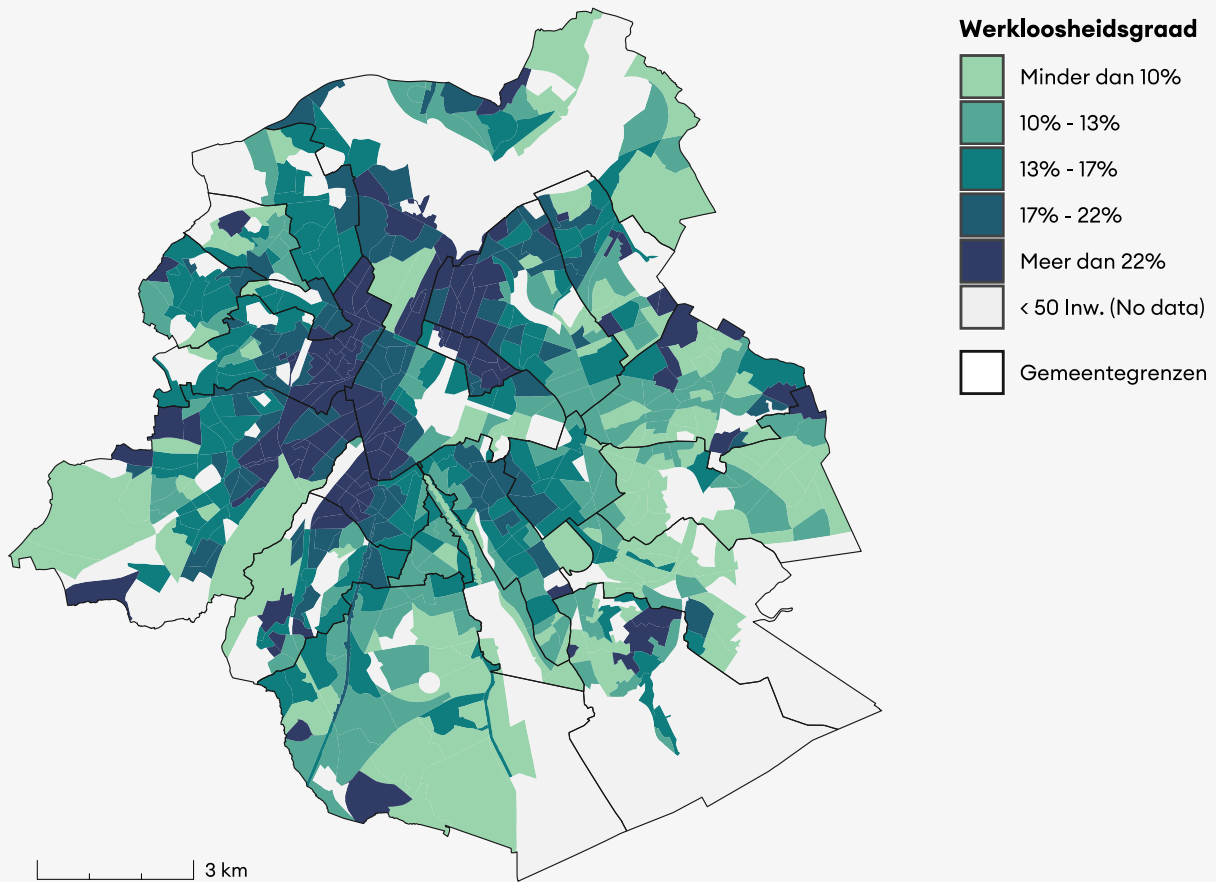 Werkloosheidsgraad
Minder dan 10%
10% - 13%
13% - 17%
17% - 22%
Meer dan 22%
< 50 Inw. (No data)
Gemeentegrenzen
3 km